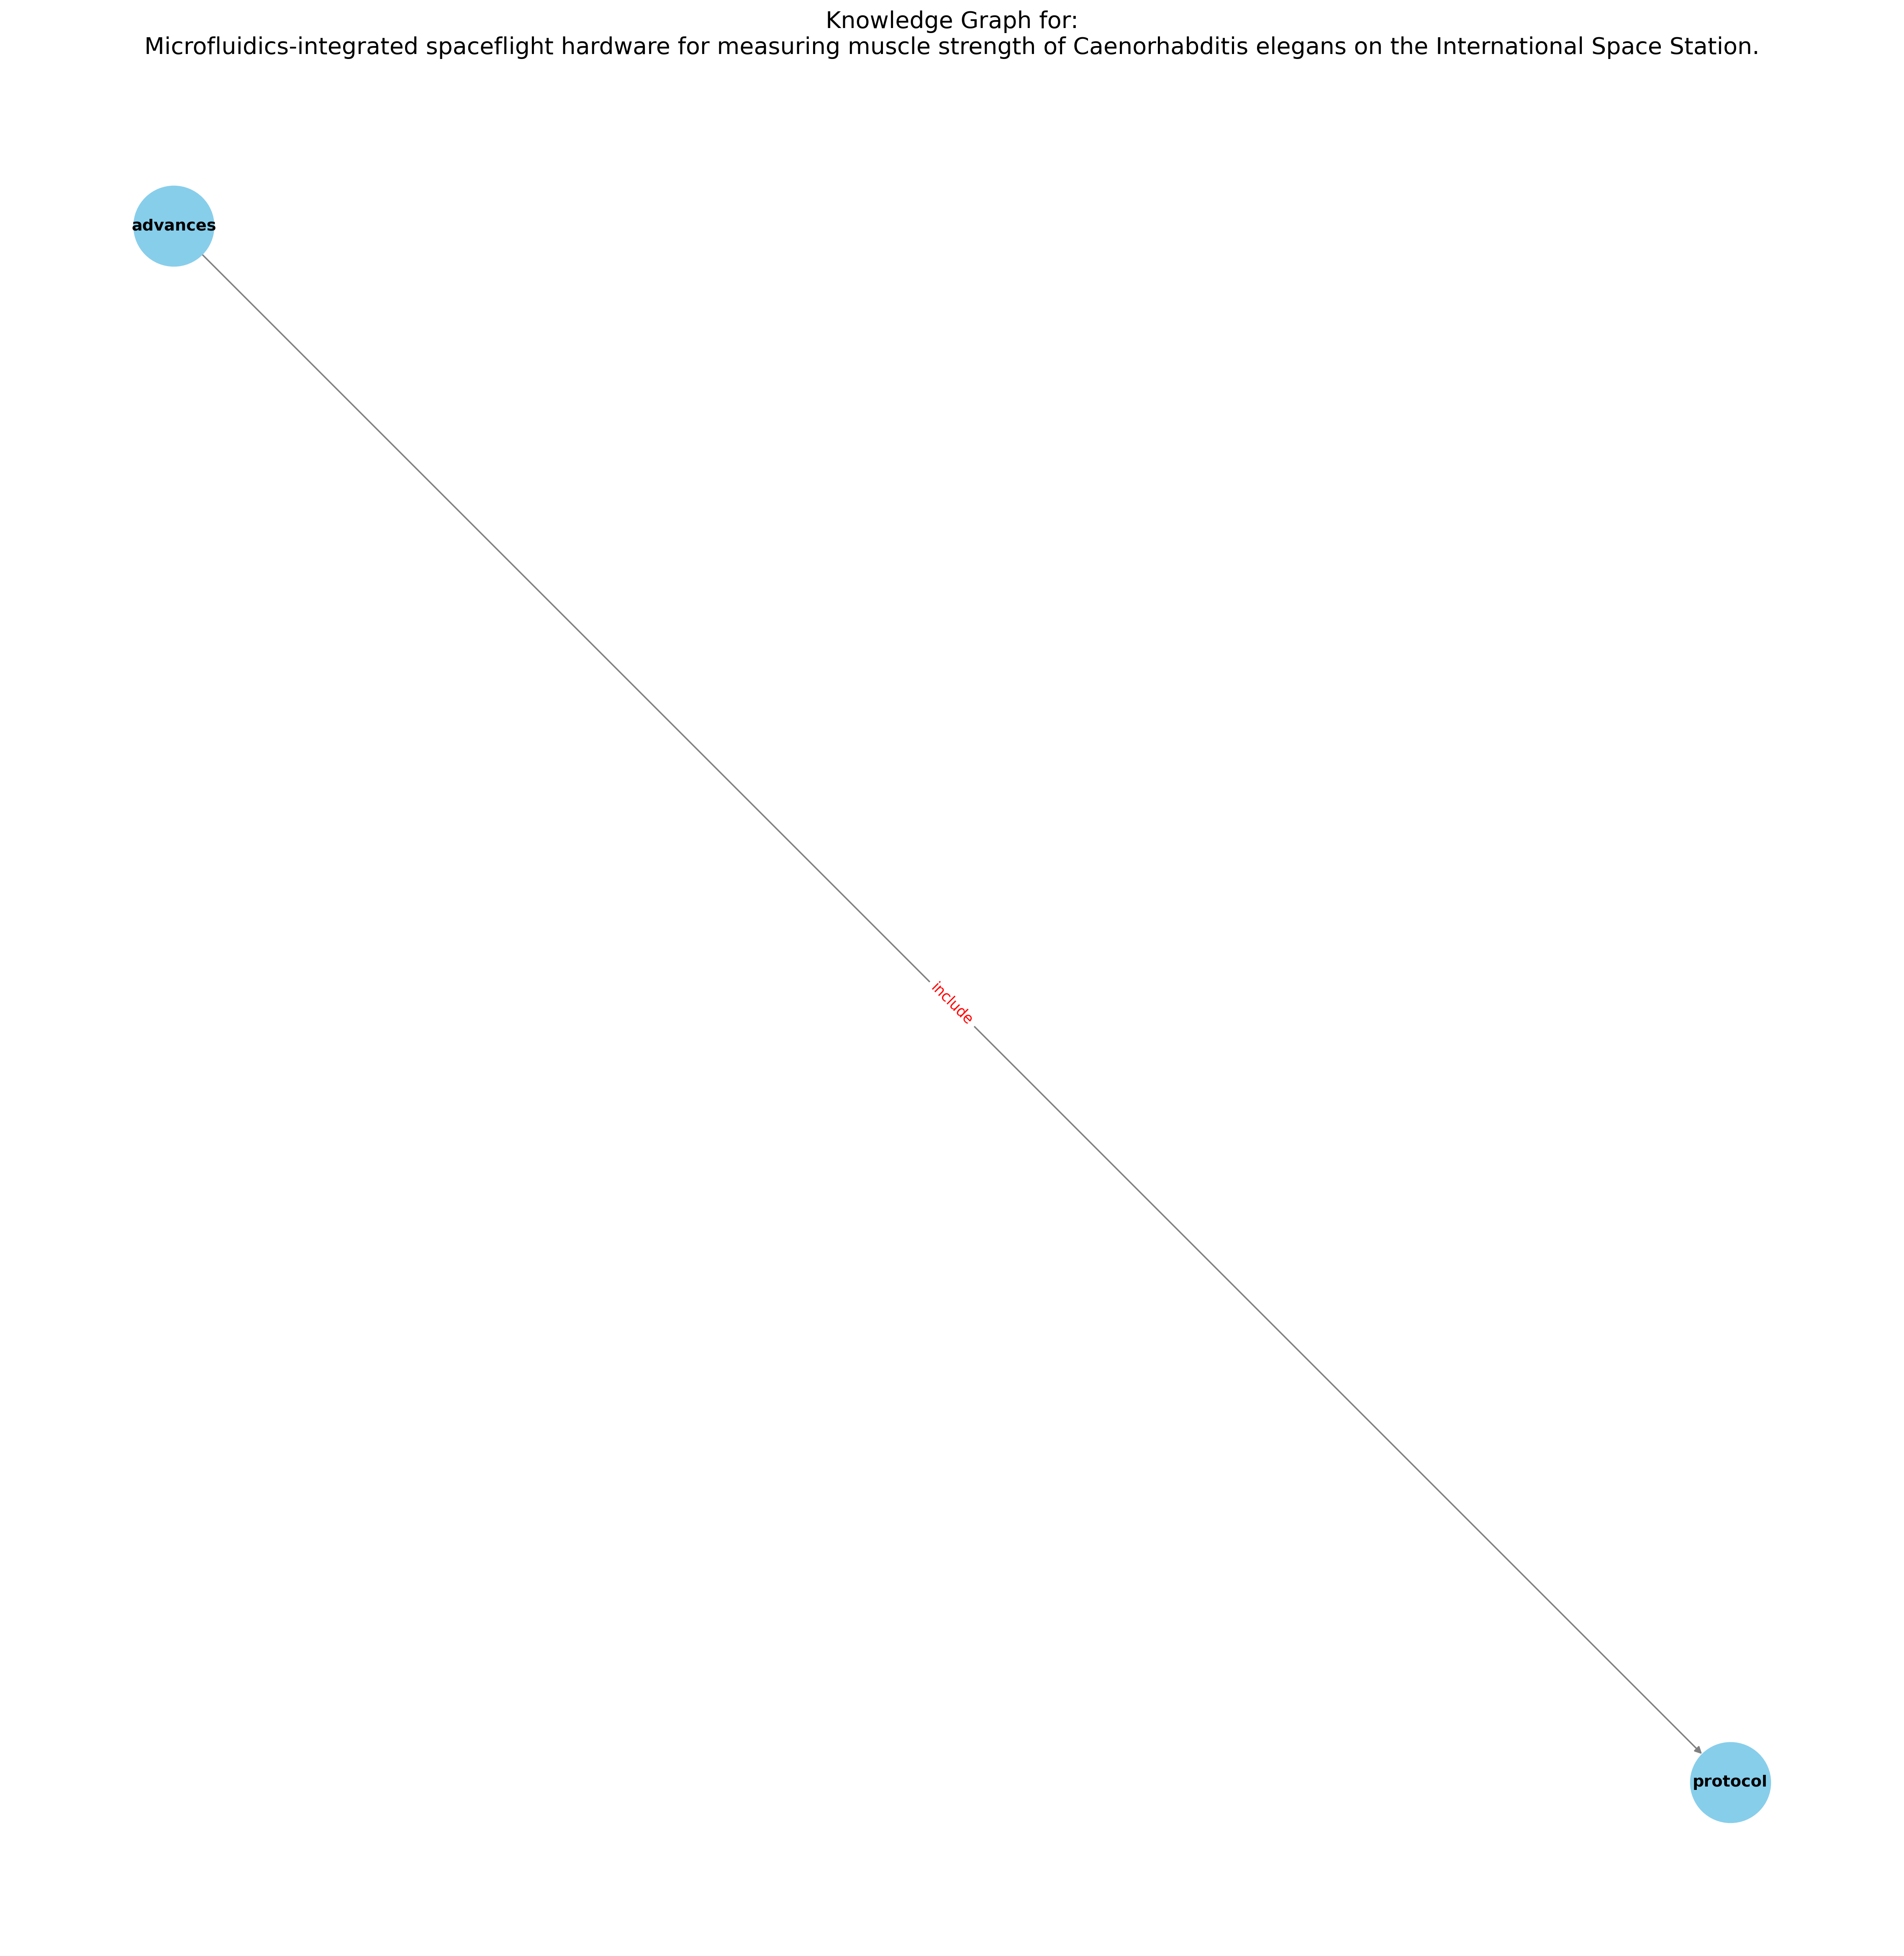 Knowledge Graph for:
Microfluidics-integrated spaceflight hardware for measuring muscle strength of Caenorhabditis elegans on the International Space Station.
advances
include
protocol